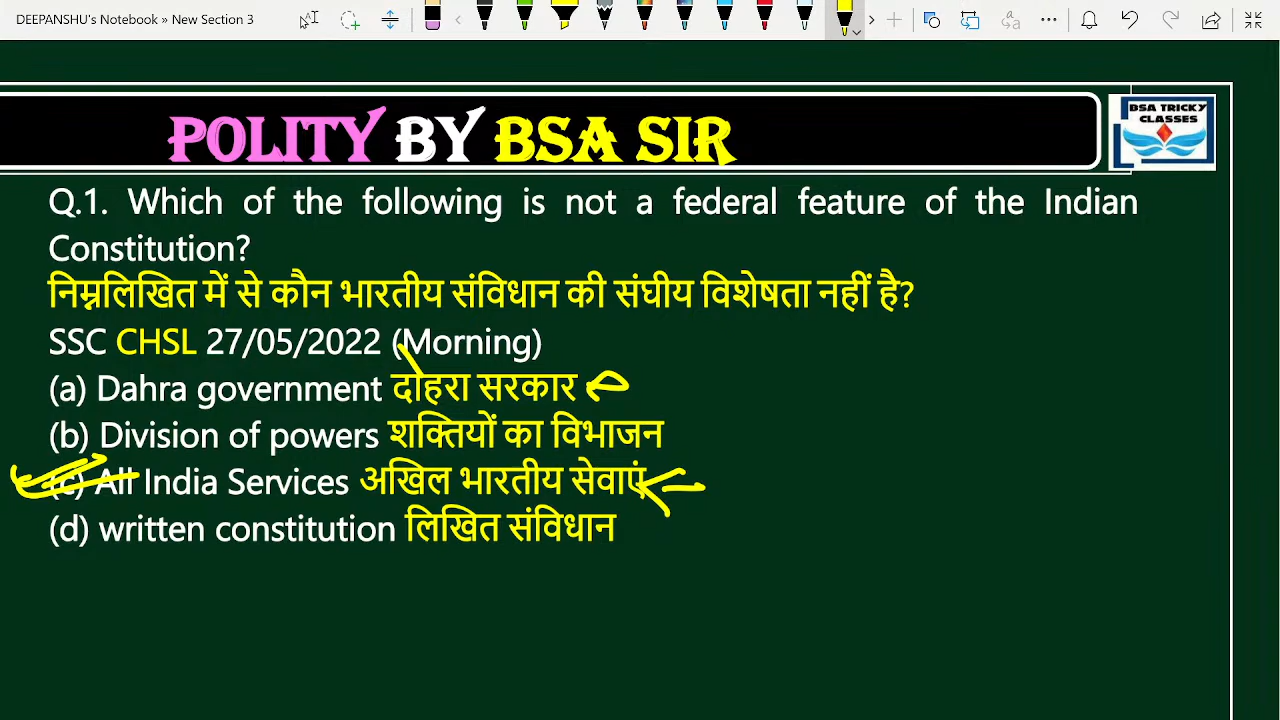 DEEPANSHU's Notebook » New Section 3
POLITY BY BSA SIR
BSA TRICKY
CLASSES
Q.1. Which of the following is not a federal feature of the Indian
Constitution?
निम्नलिखित में से कौन भारतीय संविधान की संघीय विशेषता नहीं है?
SSC CHSL 27/05/2022 (Morning)
(a) Dahra government दोहरा सरकार
(b) Division of powers शक्तियों का विभाजन
(c) All India Services अखिल भारतीय सेवाएं
(d) written constitution लिखित संविधान